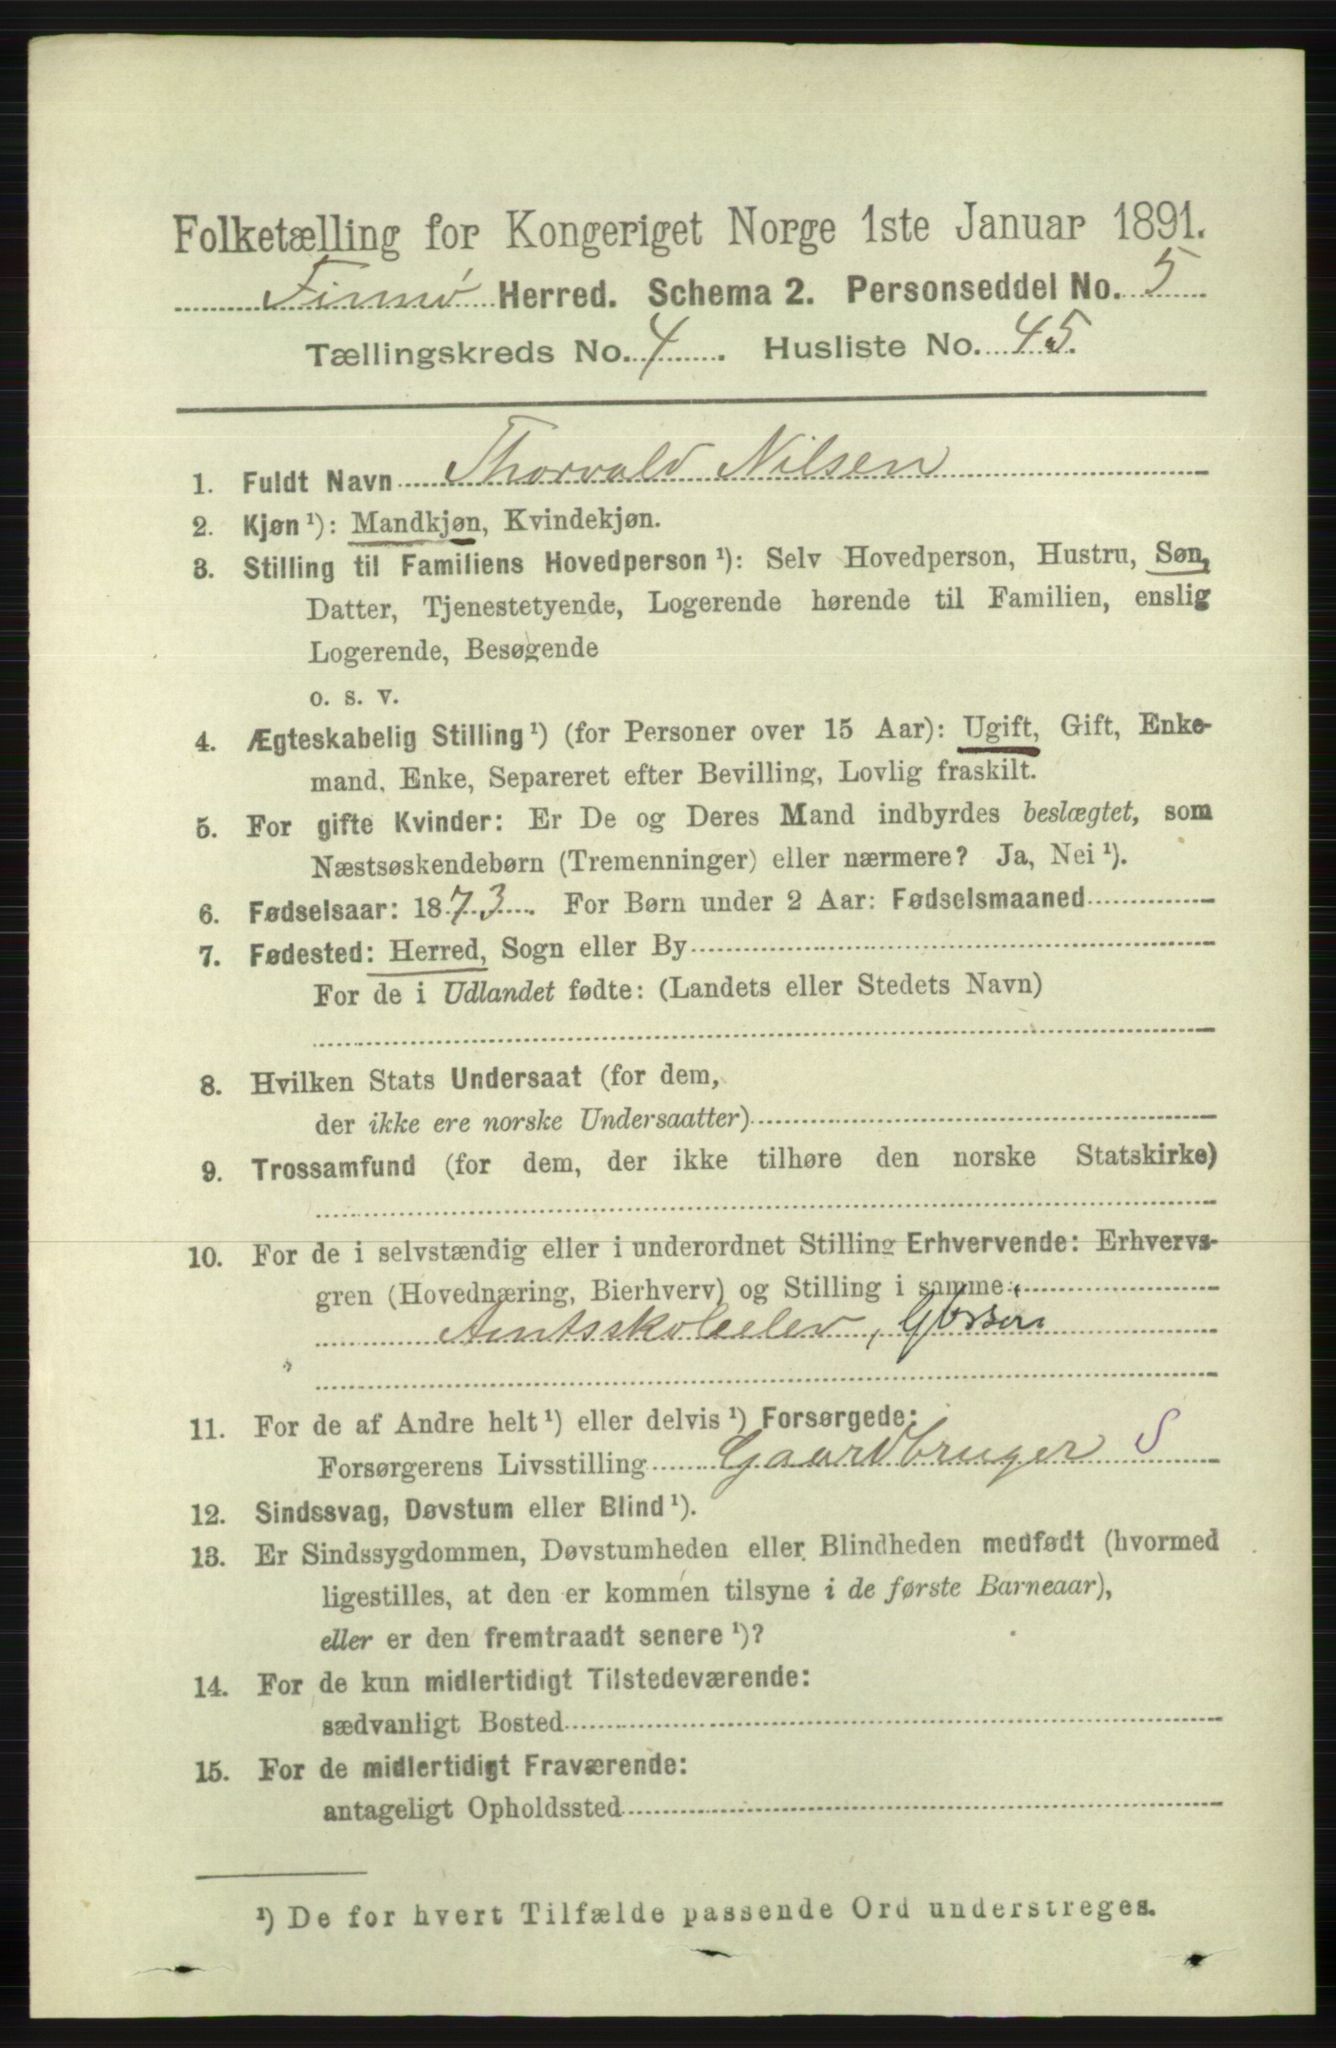 Folketælling for Kongeriget Norge 1ste Januar 1891.
Finnø Herred. Schema 2. Personseddel No. 5
Tællingskreds No. 4. Husliste No. 45.
1. Fuldt Navn Thorvald Nilsen
2. Kjøn ¹): Mandkjøn, Kvindekjøn.
3. Stilling til Familiens Hovedperson ¹): Selv Hovedperson, Hustru, Søn,
Datter, Tjenestetyende, Logerende hørende til Familien, enslig
Logerende, Besøgende
o. s. v.
4. Ægteskabelig Stilling ¹) (for Personer over 15 Aar): Ugift, Gift, Enke-
mand, Enke, Separeret efter Bevilling, Lovlig fraskilt.
5. For gifte Kvinder: Er De og Deres Mand indbyrdes beslægtet, som
Næstsøskendebørn (Tremenninger) eller nærmere? Ja, Nei ¹).
6. Fødselsaar: 1873. For Børn under 2 Aar: Fødselsmaaned
7. Fødested: Herred, Sogn eller By
For de i Udlandet fødte: (Landets eller Stedets Navn)
8. Hvilken Stats Undersaat (for dem,
der ikke ere norske Undersaatter)
9. Trossamfund (for dem, der ikke tilhøre den norske Statskirke)
10. For de i selvstændig eller i underordnet Stilling Erhvervende: Erhvervs-
gren (Hovednæring, Bierhverv) og Stilling i samme
Amtsskoleelev,
11. For de af Andre helt ¹) eller delvis ¹) Forsørgede:
Forsørgerens Livsstilling Gaardbruger S
12. Sindssvag, Døvstum eller Blind ¹).
13. Er Sindssygdommen, Døvstumheden eller Blindheden medfødt (hvormed
ligestilles, at den er kommen tilsyne i de første Barneaar),
eller er den fremtraadt senere ¹)?
14. For de kun midlertidigt Tilstedeværende:
sædvanligt Bosted
15. For de midlertidigt Fraværende:
antageligt Opholdssted
¹) De for hvert Tilfælde passende Ord understreges.